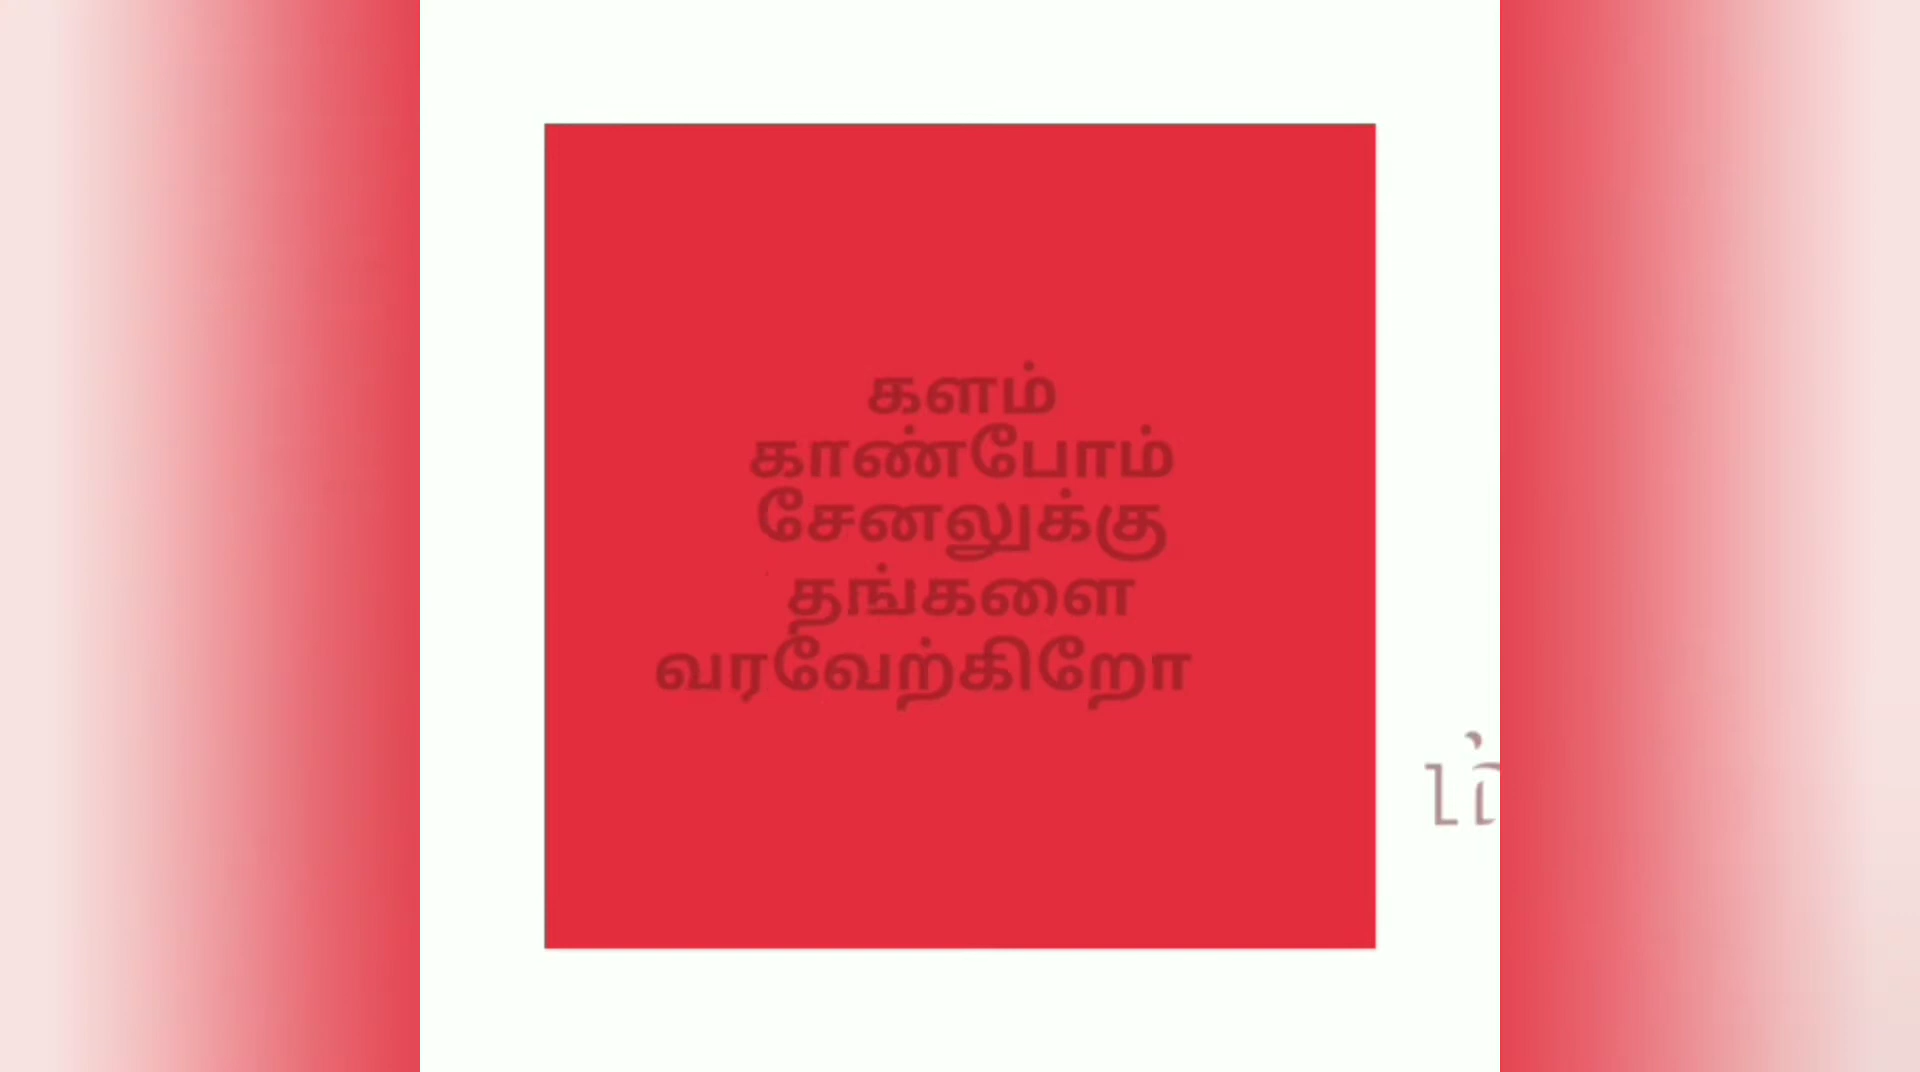 களம்
காண்போம்
சேனலுக்கு
தங்களை
வரவேற்கிறோ
ம்